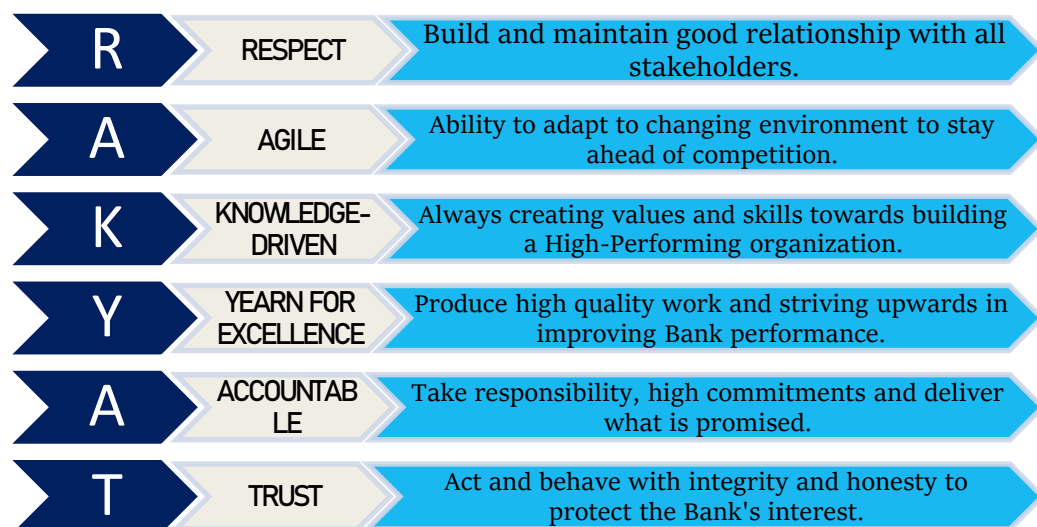 R
RESPECT
Build and maintain good relationship with all
stakeholders.
A
AGILE
Ability to adapt to changing environment to stay
ahead of competition.
K
KNOWLEDGE-
DRIVEN
Always creating values and skills towards building
a High-Performing organization.
Y
YEARN FOR
EXCELLENCE
Produce high quality work and striving upwards in
improving Bank performance.
A
ACCOUNTAB
LE
Take responsibility, high commitments and deliver
what is promised.
T
TRUST
Act and behave with integrity and honesty to
protect the Bank's interest.